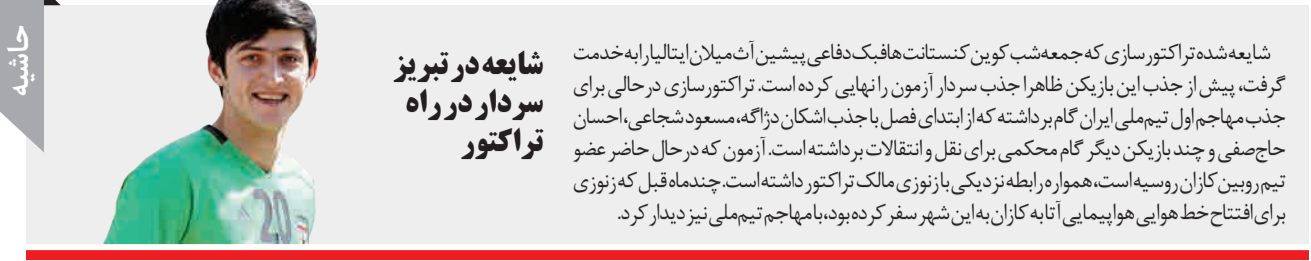 حاشیه
شایعه در تبریز
سردار در راه
تراکتور
شایعه شده تراکتورسازی که جمعه شب کوین کنستانت هافبک دفاعی پیشین آث میلان ایتالیا را به خدمت
گرفت، پیش از جذب این بازیکن ظاهرا جذب سردار آزمون را نهایی کرده است. تراکتورسازی در حالی برای
جذب مهاجم اول تیم ملی ایران گام برداشته که از ابتدای فصل با جذب اشکان دژاگه، مسعود شجاعی، احسان
حاج صفی و چند بازیکن دیگر گام محکمی برای نقل و انتقالات برداشته است. آزمون که در حال حاضر عضو
تیم روبین کازان روسیه است، همواره رابطه نزدیکی با زنوزی مالک تراکتور داشته است. چند ماه قبل که زنوزی
برای افتتاح خط هوایی هواپیمایی آتا به کازان به این شهر سفر کرده بود، با مهاجم تیم ملی نیز دیدار کرد.
20